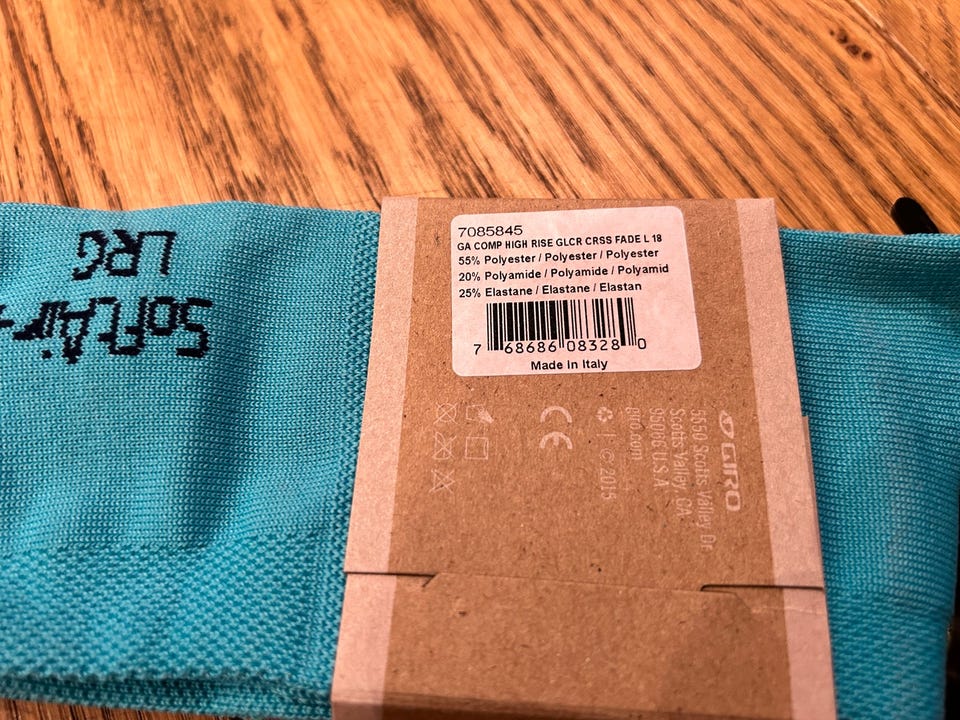 7085845
GA COMP HIGH RISE GLCR CRSS FADE L 18
55% Polyester / Polyester / Polyester
20% Polyamide / Polyamide / Polyamid
25% Elastane / Elastane / Elastan
7 68686 08328 0
Made in Italy
GIRO
5550 Scotts Valley Dr.
Scotts Valley, CA
95066 U.S.A.
giro.com
| © 2015
CE
SoftAir+
LRG